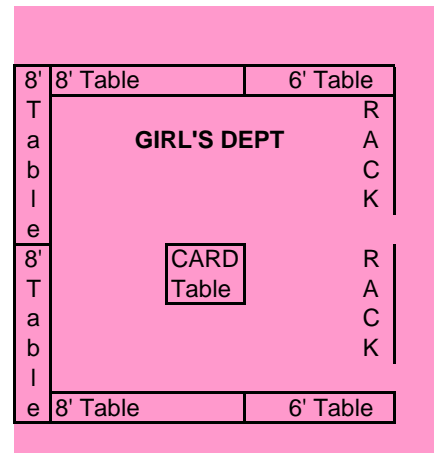 8' 8' Table 6' Table
T R
a GIRL'S DEPT A
b C
l K
e
8' CARD R
T Table A
a C
b K
l
e 8' Table 6' Table